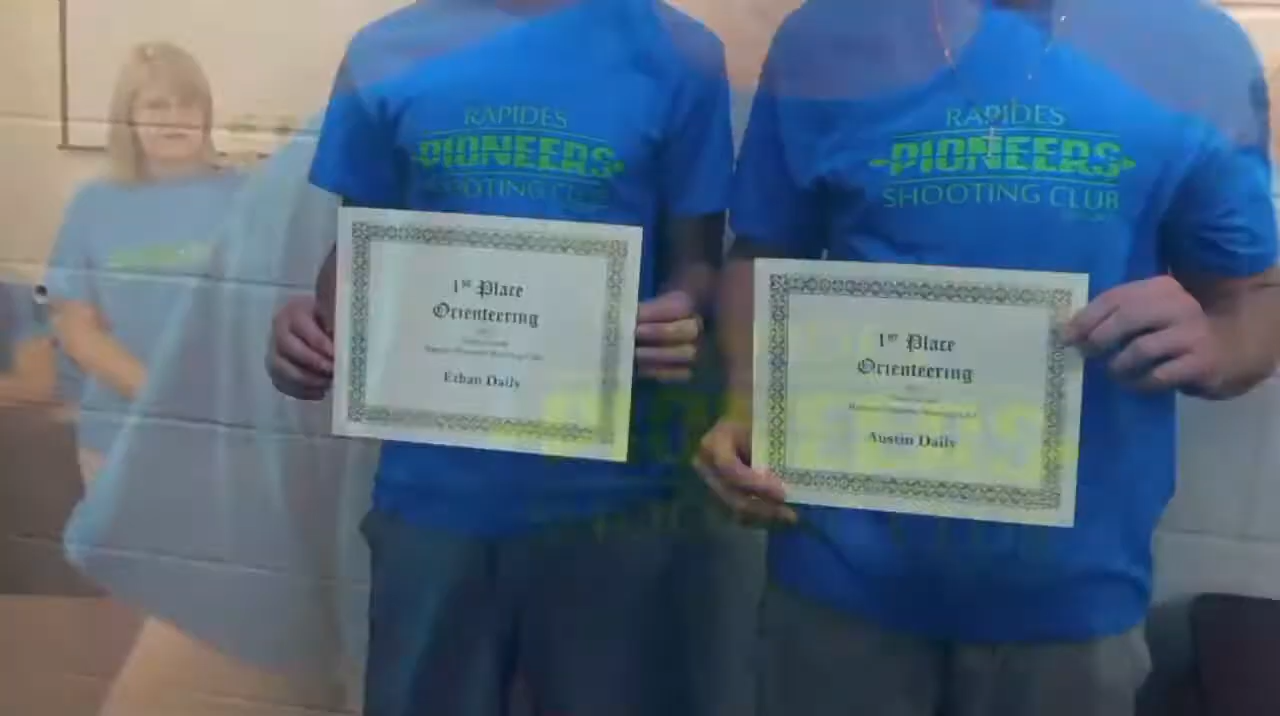 RAPIDES
PIONEERS
SHOOTING CLUB
RAPIDES
PIONEERS
SHOOTING CLUB
1st Place
Orienteering
Ethan Daily
1st Place
Orienteering
Austin Daily